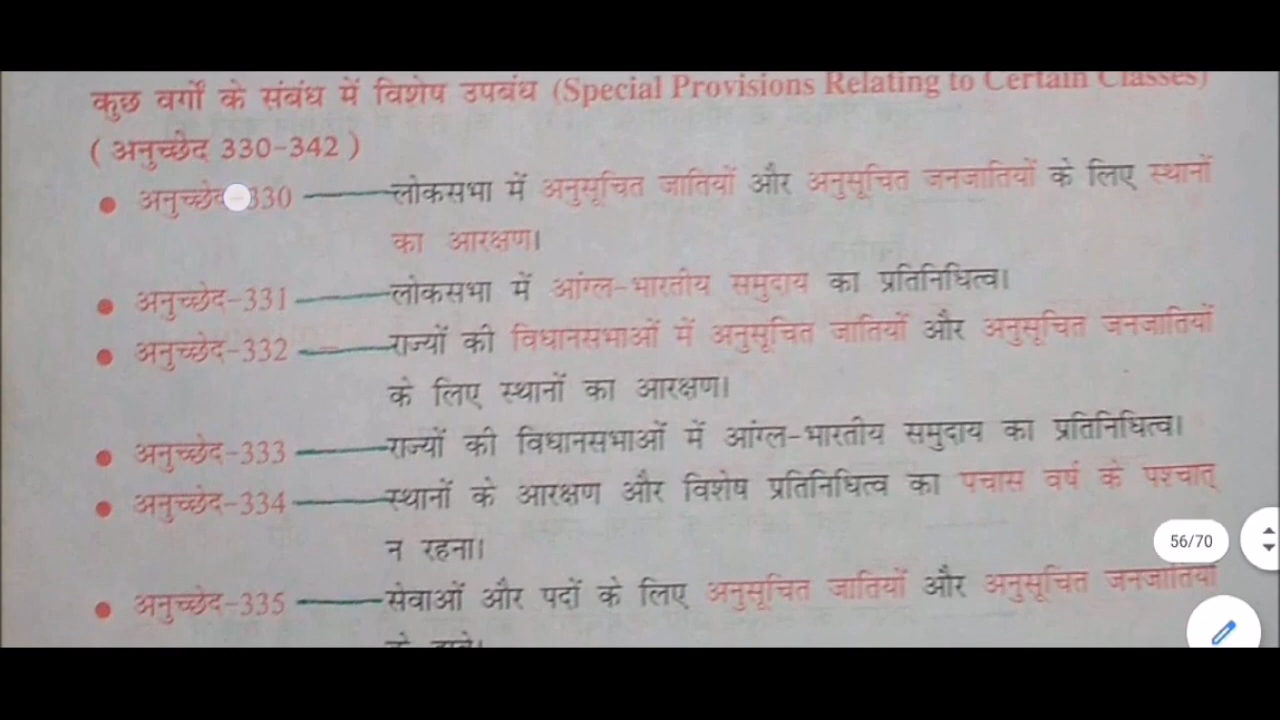 कुछ वर्गों के संबंध में विशेष उपबंध (Special Provisions Relating to Certain Classes)
( अनुच्छेद 330-342 )
• अनुच्छेद-330 ——— लोकसभा में अनुसूचित जातियों और अनुसूचित जनजातियों के लिए स्थानों
का आरक्षण।
• अनुच्छेद-331 ——— लोकसभा में आंग्ल-भारतीय समुदाय का प्रतिनिधित्व।
• अनुच्छेद-332 ——— राज्यों की विधानसभाओं में अनुसूचित जातियों और अनुसूचित जनजातियों
के लिए स्थानों का आरक्षण।
• अनुच्छेद-333 ——— राज्यों की विधानसभाओं में आंग्ल-भारतीय समुदाय का प्रतिनिधित्व।
• अनुच्छेद-334 ——— स्थानों के आरक्षण और विशेष प्रतिनिधित्व का पचास वर्ष के पश्चात्
न रहना।
56/70
• अनुच्छेद-335 ——— सेवाओं और पदों के लिए अनुसूचित जातियों और अनुसूचित जनजातियों